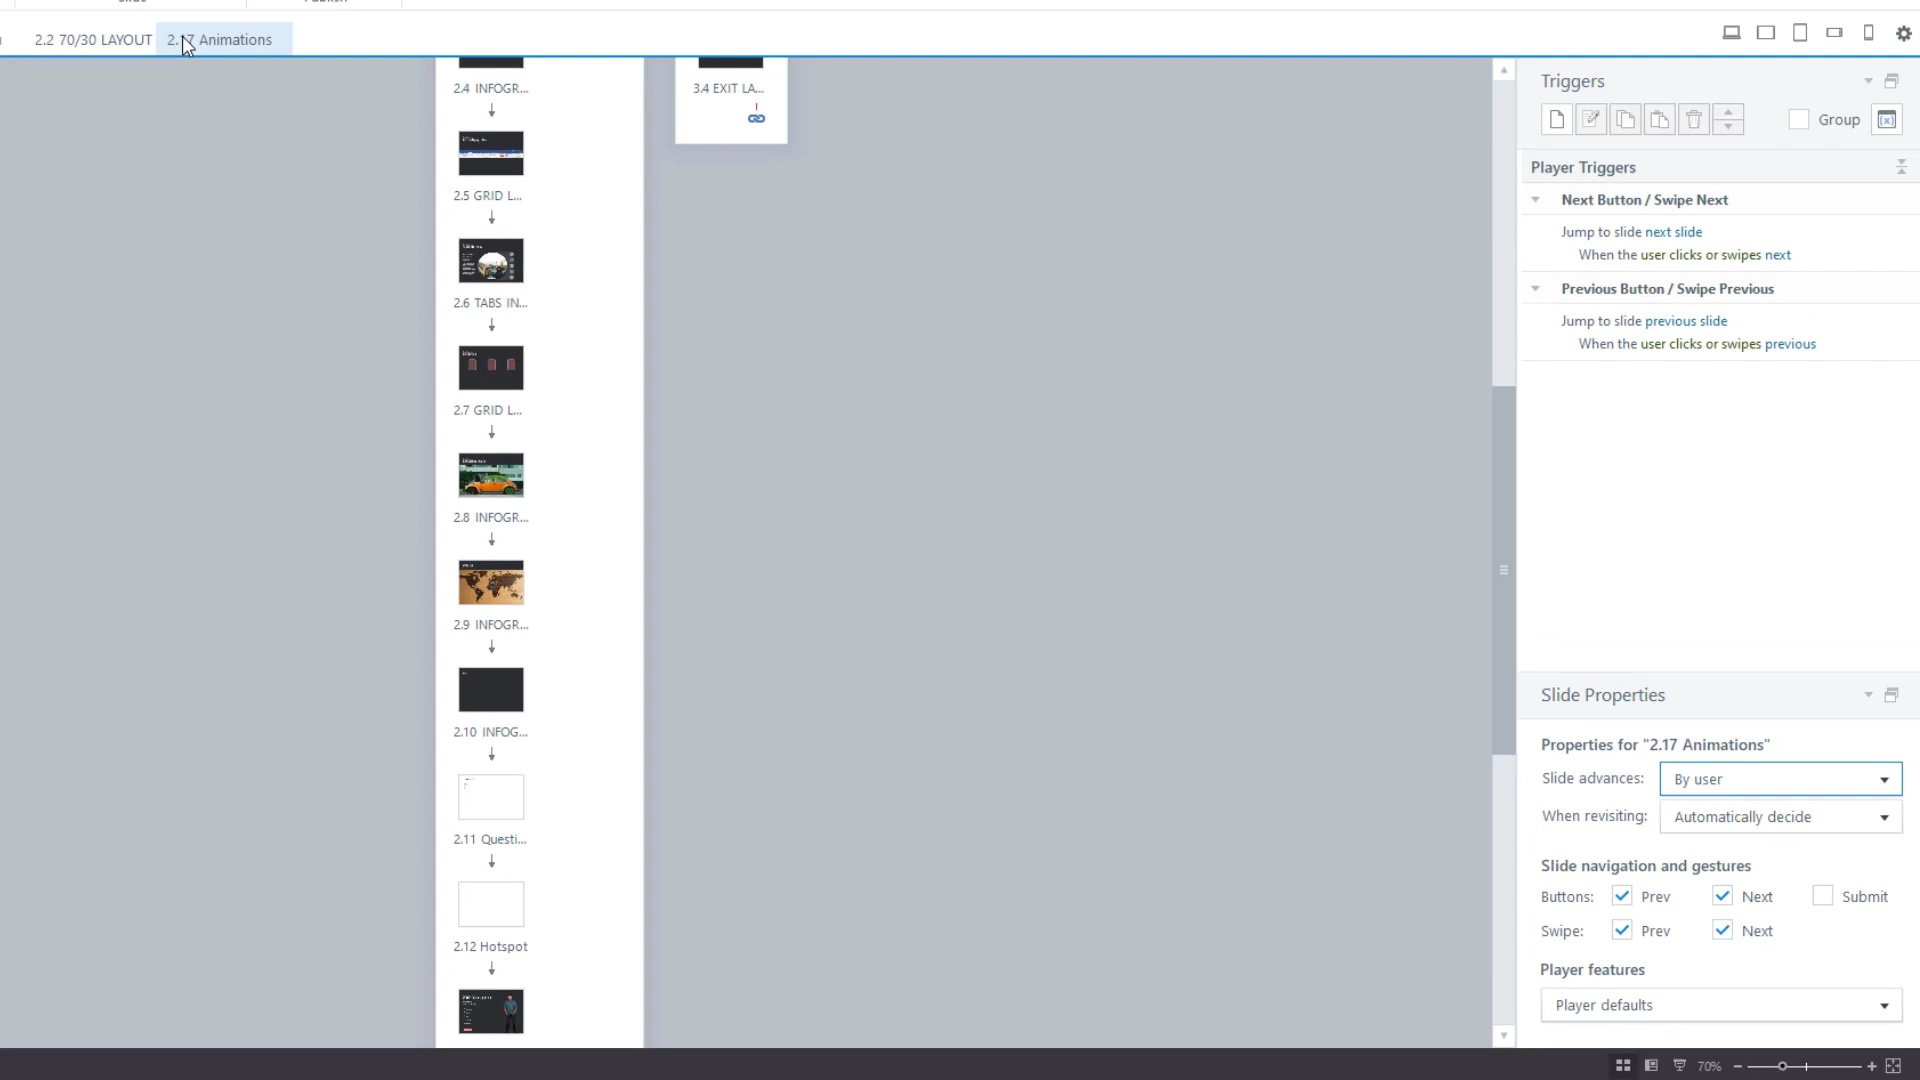 2.2 70/30 LAYOUT
2.17 Animations
2.4 INFOGR...
2.5 GRID L...
2.6 TABS IN...
2.7 GRID L...
2.8 INFOGR...
2.9 INFOGR...
2.10 INFOG...
2.11 Questi...
2.12 Hotspot
3.4 EXIT LA...
Triggers
Group
Player Triggers
Next Button / Swipe Next
Jump to slide next slide
When the user clicks or swipes next
Previous Button / Swipe Previous
Jump to slide previous slide
When the user clicks or swipes previous
Slide Properties
Properties for "2.17 Animations"
Slide advances: By user
When revisiting: Automatically decide
Slide navigation and gestures
Buttons: Prev Next Submit
Swipe: Prev Next
Player features
Player defaults
70%